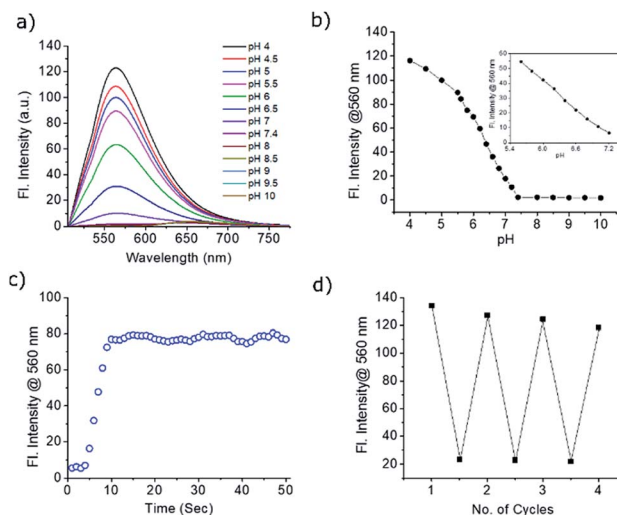 a)
Fl. Intensity (a.u.)
140
120
100
80
60
40
20
0
550 600 650 700 750
Wavelength (nm)
pH 4
pH 4.5
pH 5
pH 5.5
pH 6
pH 6.5
pH 7
pH 7.4
pH 8
pH 8.5
pH 9
pH 9.5
pH 10
b)
Fl. Intensity @560 nm
125
100
75
50
25
0
4 5 6 7 8 9 10
pH
Fl. Intensity @ 560 nm
60
50
40
30
20
10
0
5.4 6.0 6.6 7.2
pH
c)
Fl. Intensity @ 560 nm
100
80
60
40
20
0
0 10 20 30 40 50
Time (Sec)
d)
Fl. Intensity@ 560 nm
140
120
100
80
60
40
20
1 2 3 4
No. of Cycles